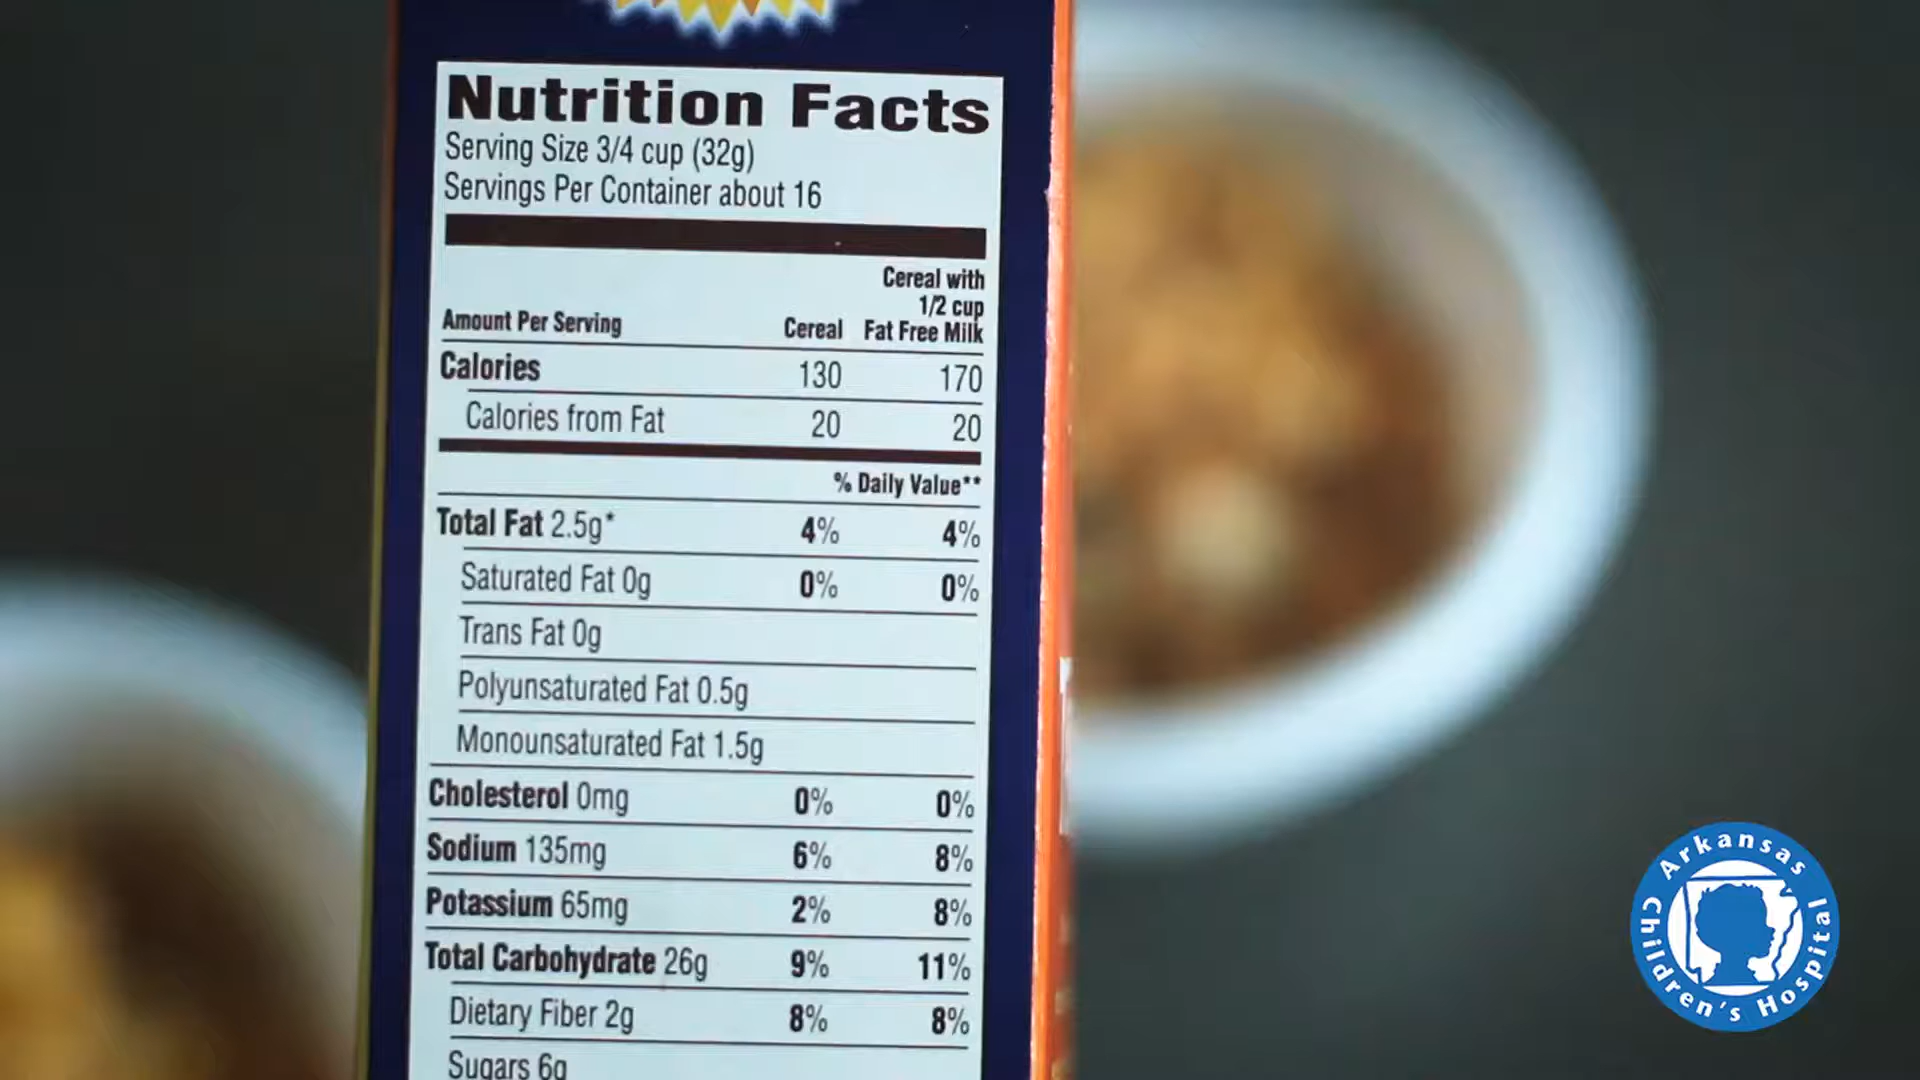 Nutrition Facts
Serving Size 3/4 cup (32g)
Servings Per Container about 16
Cereal with
1/2 cup
Amount Per Serving Cereal Fat Free Milk
Calories 130 170
Calories from Fat 20 20
% Daily Value**
Total Fat 2.5g* 4% 4%
Saturated Fat 0g 0% 0%
Trans Fat 0g
Polyunsaturated Fat 0.5g
Monounsaturated Fat 1.5g
Cholesterol 0mg 0% 0%
Sodium 135mg 6% 8%
Potassium 65mg 2% 8%
Total Carbohydrate 26g 9% 11%
Dietary Fiber 2g 8% 8%
Sugars 6g
Arkansas
Children's Hospital